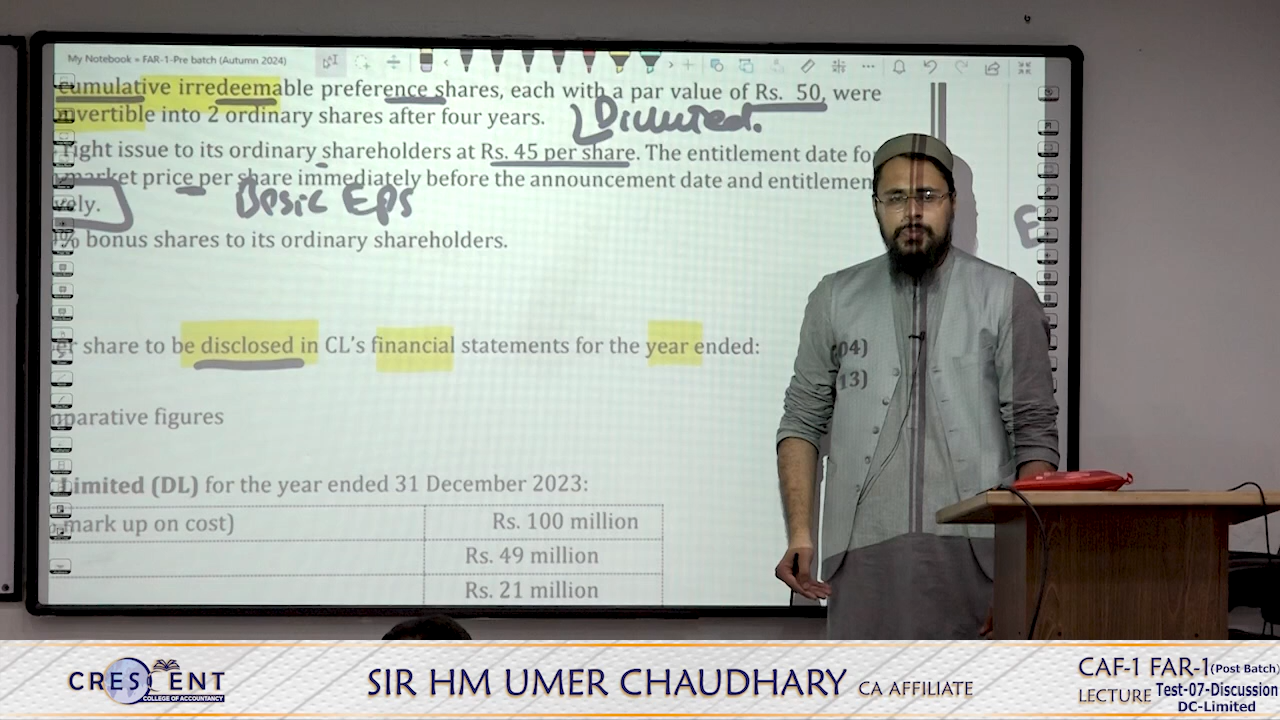 My Notebook » FAR-1-Pre batch (Autumn 2024)
cumulative irredeemable preference shares, each with a par value of Rs. 50, were
nvertible into 2 ordinary shares after four years.
Diluted.
right issue to its ordinary shareholders at Rs. 45 per share. The entitlement date fo
market price per share immediately before the announcement date and entitlemen
vely.
Basic Eps
E
4% bonus shares to its ordinary shareholders.
er share to be disclosed in CL's financial statements for the year ended:
04)
13)
mparative figures
Limited (DL) for the year ended 31 December 2023:
mark up on cost)
Rs. 100 million
Rs. 49 million
Rs. 21 million
CRESCENT
COLLEGE OF ACCOUNTANCY
SIR HM UMER CHAUDHARY CA AFFILIATE
CAF-1 FAR-1(Post Batch)
LECTURE Test-07-Discussion
DC-Limited